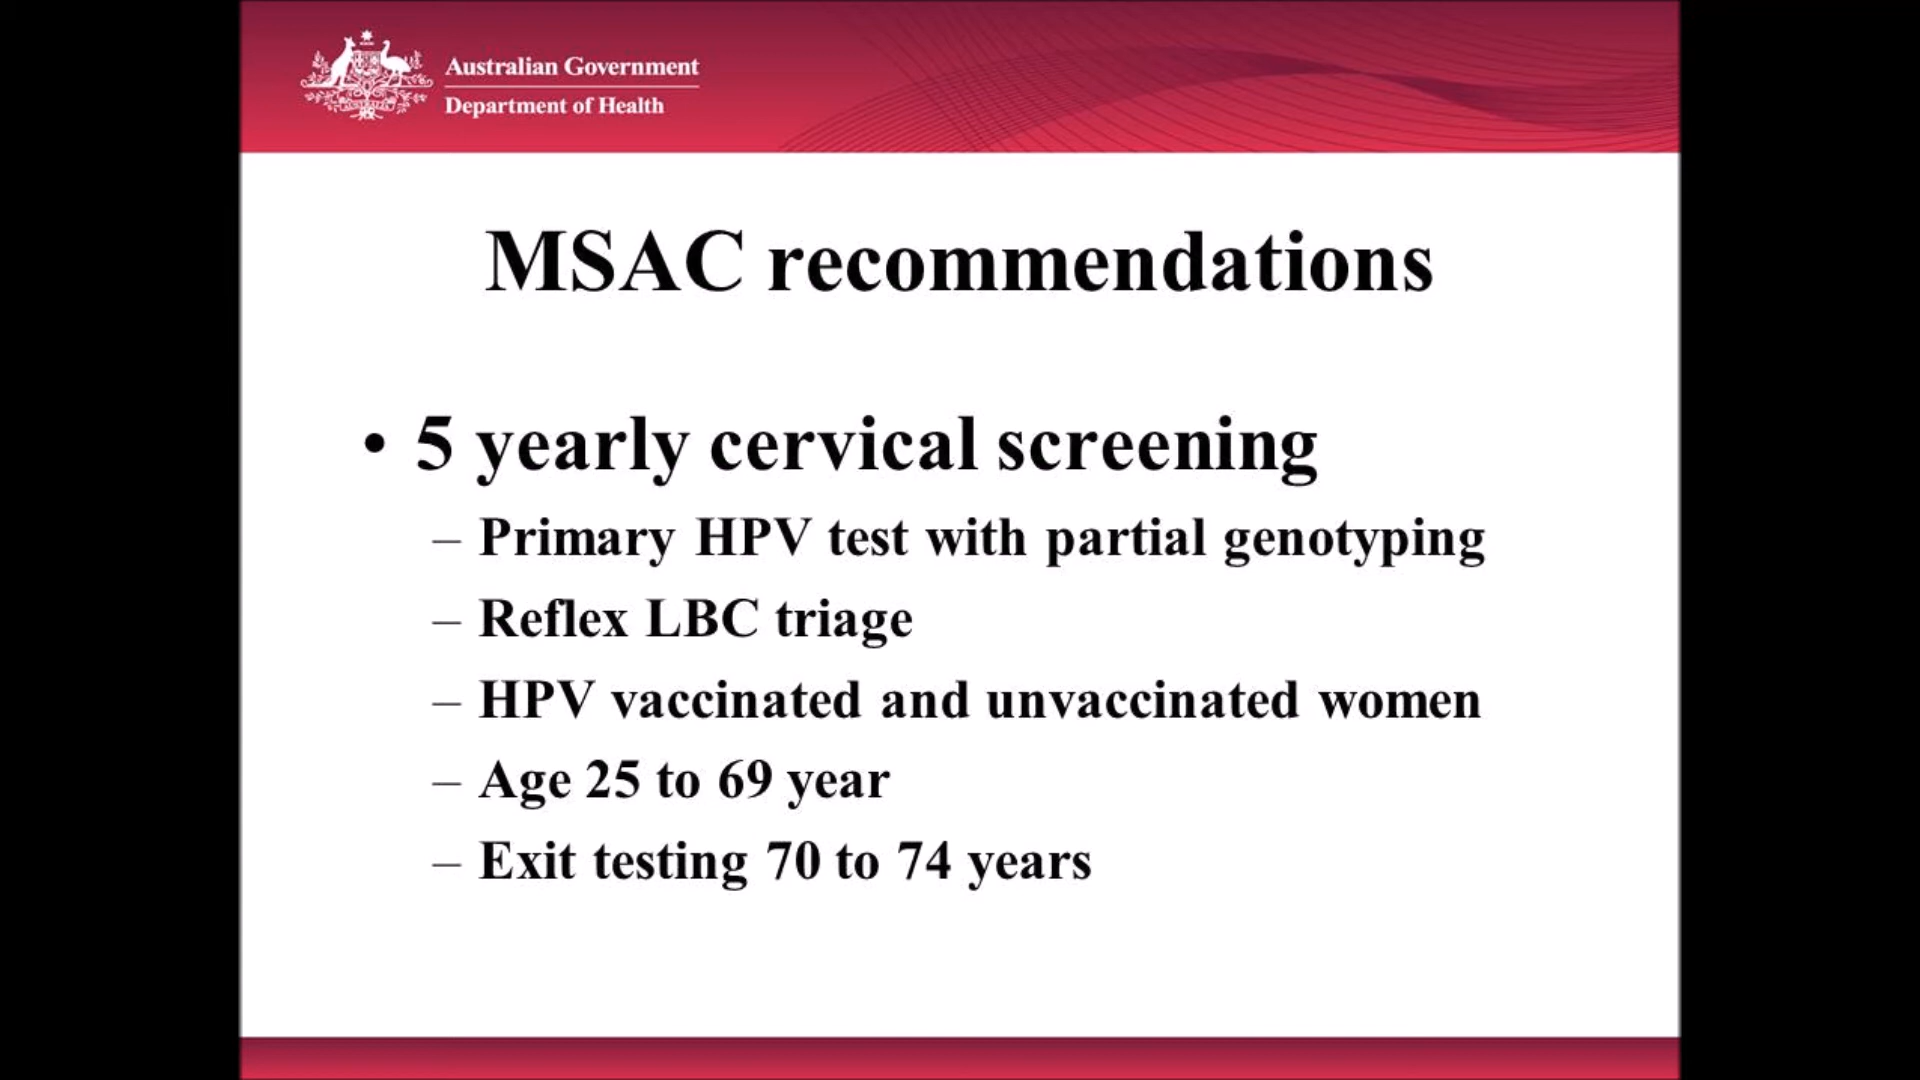 Australian Government
Department of Health
MSAC recommendations
• 5 yearly cervical screening
– Primary HPV test with partial genotyping
– Reflex LBC triage
– HPV vaccinated and unvaccinated women
– Age 25 to 69 year
– Exit testing 70 to 74 years